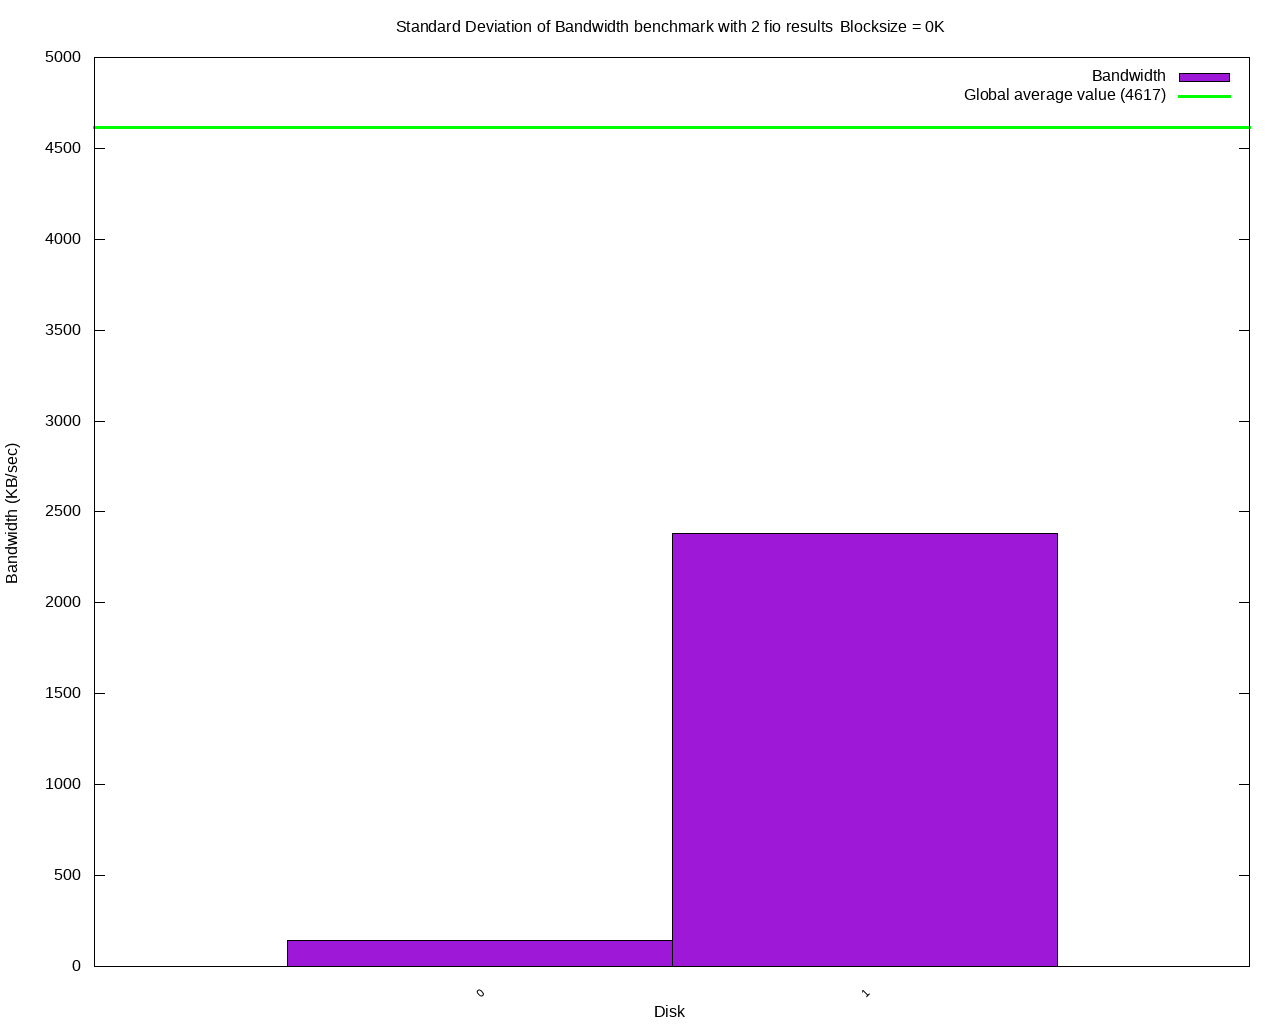 Standard Deviation of Bandwidth benchmark with 2 fio results Blocksize = 0K
Bandwidth
Global average value (4617)
5000
4500
4000
3500
3000
2500
2000
1500
1000
500
0
Bandwidth (KB/sec)
0
1
Disk